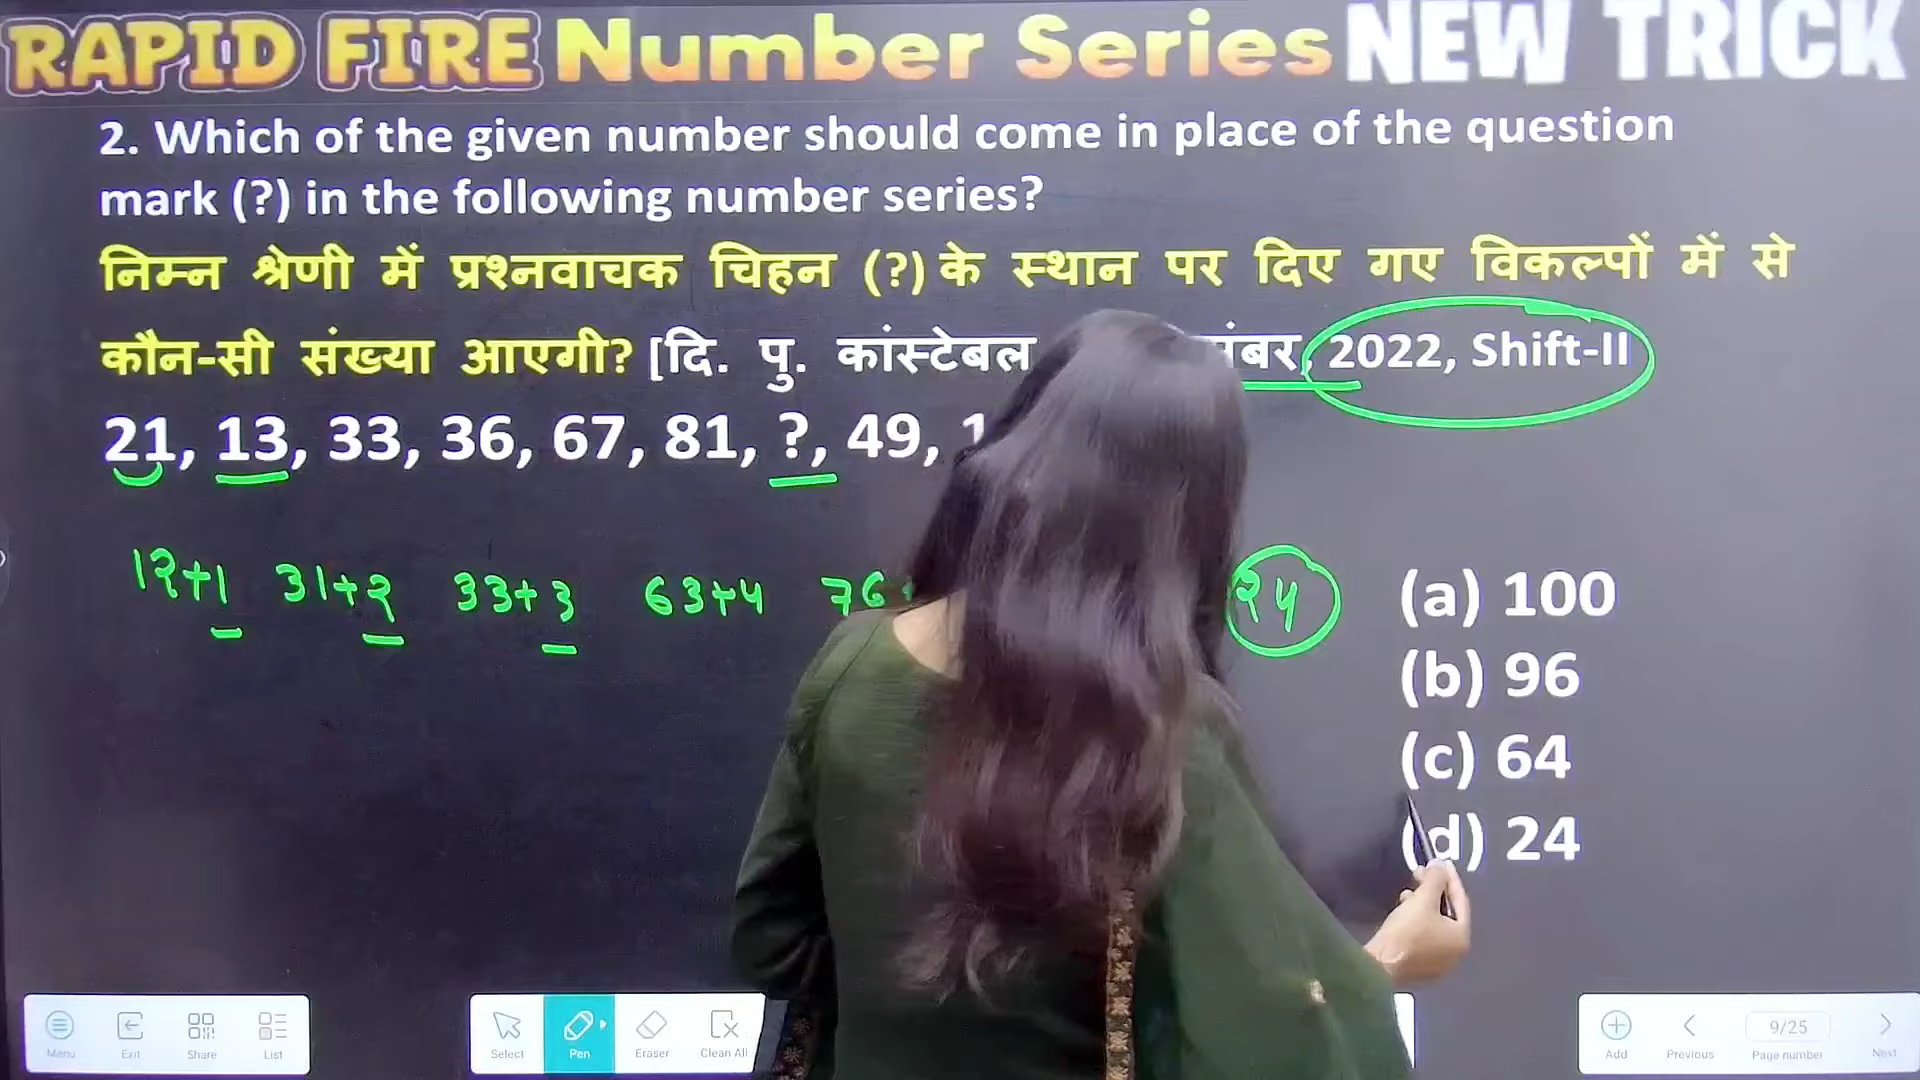 RAPID FIRE Number Series NEW TRICK
2. Which of the given number should come in place of the question
mark (?) in the following number series?
निम्न श्रेणी में प्रश्नवाचक चिहन (?) के स्थान पर दिए गए विकल्पों में से
कौन-सी संख्या आएगी? [दि. पु. कांस्टेबल 2022, Shift-II
21, 13, 33, 36, 67, 81, ?, 49,
12+1 31+2 33+3 63+4 76
(a) 100
(b) 96
(c) 64
(d) 24
Menu Exit Share List Select Pen Eraser Clean All Add Previous 9/25 Page number Next